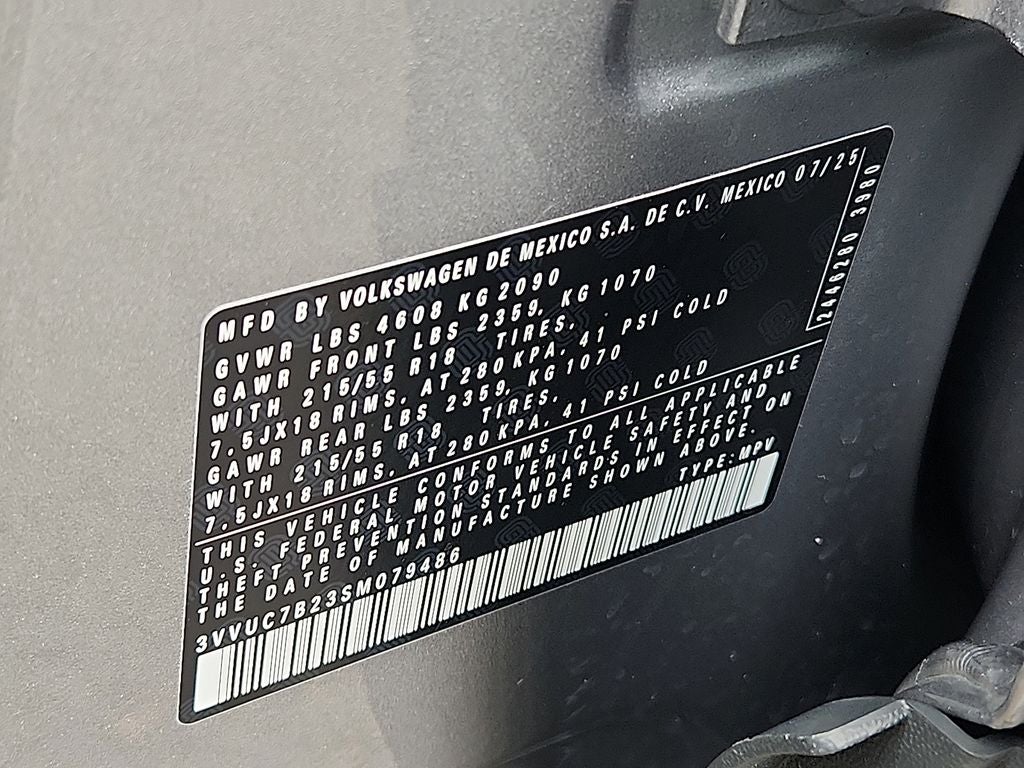 MFD BY VOLKSWAGEN DE MEXICO S.A. DE C.V. MEXICO 07/25
GVWR LBS 4608 KG 2090
GAWR FRONT LBS 2359, KG 1070
WITH 215/55 R18 TIRES,
7.5JX18 RIMS, AT 280 KPA, 41 PSI COLD
GAWR REAR LBS 2359, KG 1070
WITH 215/55 R18 TIRES,
7.5JX18 RIMS, AT 280 KPA, 41 PSI COLD
2446280 3980
THIS VEHICLE CONFORMS TO ALL APPLICABLE
U.S. FEDERAL MOTOR VEHICLE SAFETY AND
THEFT PREVENTION STANDARDS IN EFFECT ON
THE DATE OF MANUFACTURE SHOWN ABOVE.
3VVUC7B23SM079486 TYPE: MPV